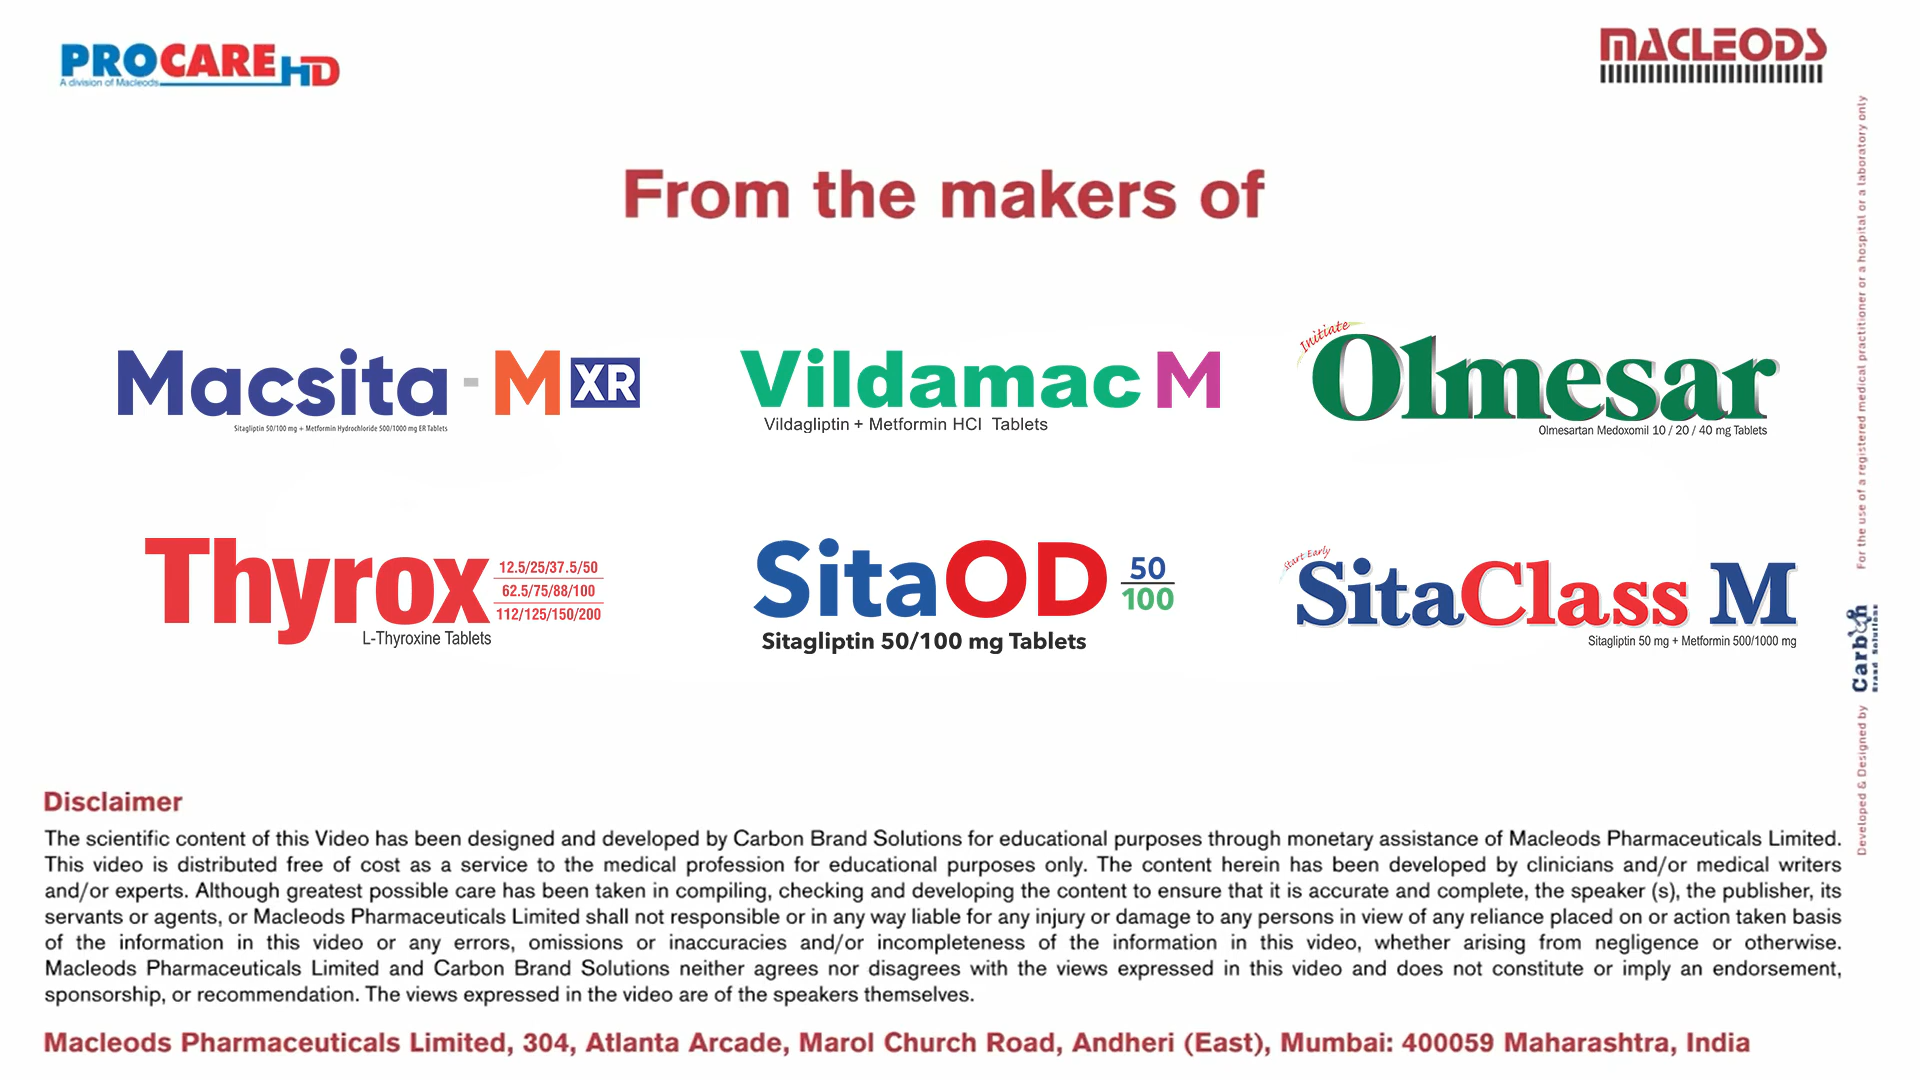 PROCARE HD
A division of Macleods
MACLEODS
From the makers of
Macsita - M XR
Sitagliptin 50/100 mg + Metformin Hydrochloride 500/1000 mg ER Tablets
Vildamac M
Vildagliptin + Metformin HCl Tablets
Initiate
Olmesar
Olmesartan Medoxomil 10 / 20 / 40 mg Tablets
Thyrox
12.5/25/37.5/50
62.5/75/88/100
112/125/150/200
L-Thyroxine Tablets
SitaOD
50
100
Sitagliptin 50/100 mg Tablets
Start Early
SitaClass M
Sitagliptin 50 mg + Metformin 500/1000 mg
Disclaimer
The scientific content of this Video has been designed and developed by Carbon Brand Solutions for educational purposes through monetary assistance of Macleods Pharmaceuticals Limited.
This video is distributed free of cost as a service to the medical profession for educational purposes only. The content herein has been developed by clinicians and/or medical writers
and/or experts. Although greatest possible care has been taken in compiling, checking and developing the content to ensure that it is accurate and complete, the speaker (s), the publisher, its
servants or agents, or Macleods Pharmaceuticals Limited shall not responsible or in any way liable for any injury or damage to any persons in view of any reliance placed on or action taken basis
of the information in this video or any errors, omissions or inaccuracies and/or incompleteness of the information in this video, whether arising from negligence or otherwise.
Macleods Pharmaceuticals Limited and Carbon Brand Solutions neither agrees nor disagrees with the views expressed in this video and does not constitute or imply an endorsement,
sponsorship, or recommendation. The views expressed in the video are of the speakers themselves.
Macleods Pharmaceuticals Limited, 304, Atlanta Arcade, Marol Church Road, Andheri (East), Mumbai: 400059 Maharashtra, India
Developed & Designed by
Carbon
Brand Solutions
For the use of a registered medical practitioner or a hospital or a laboratory only